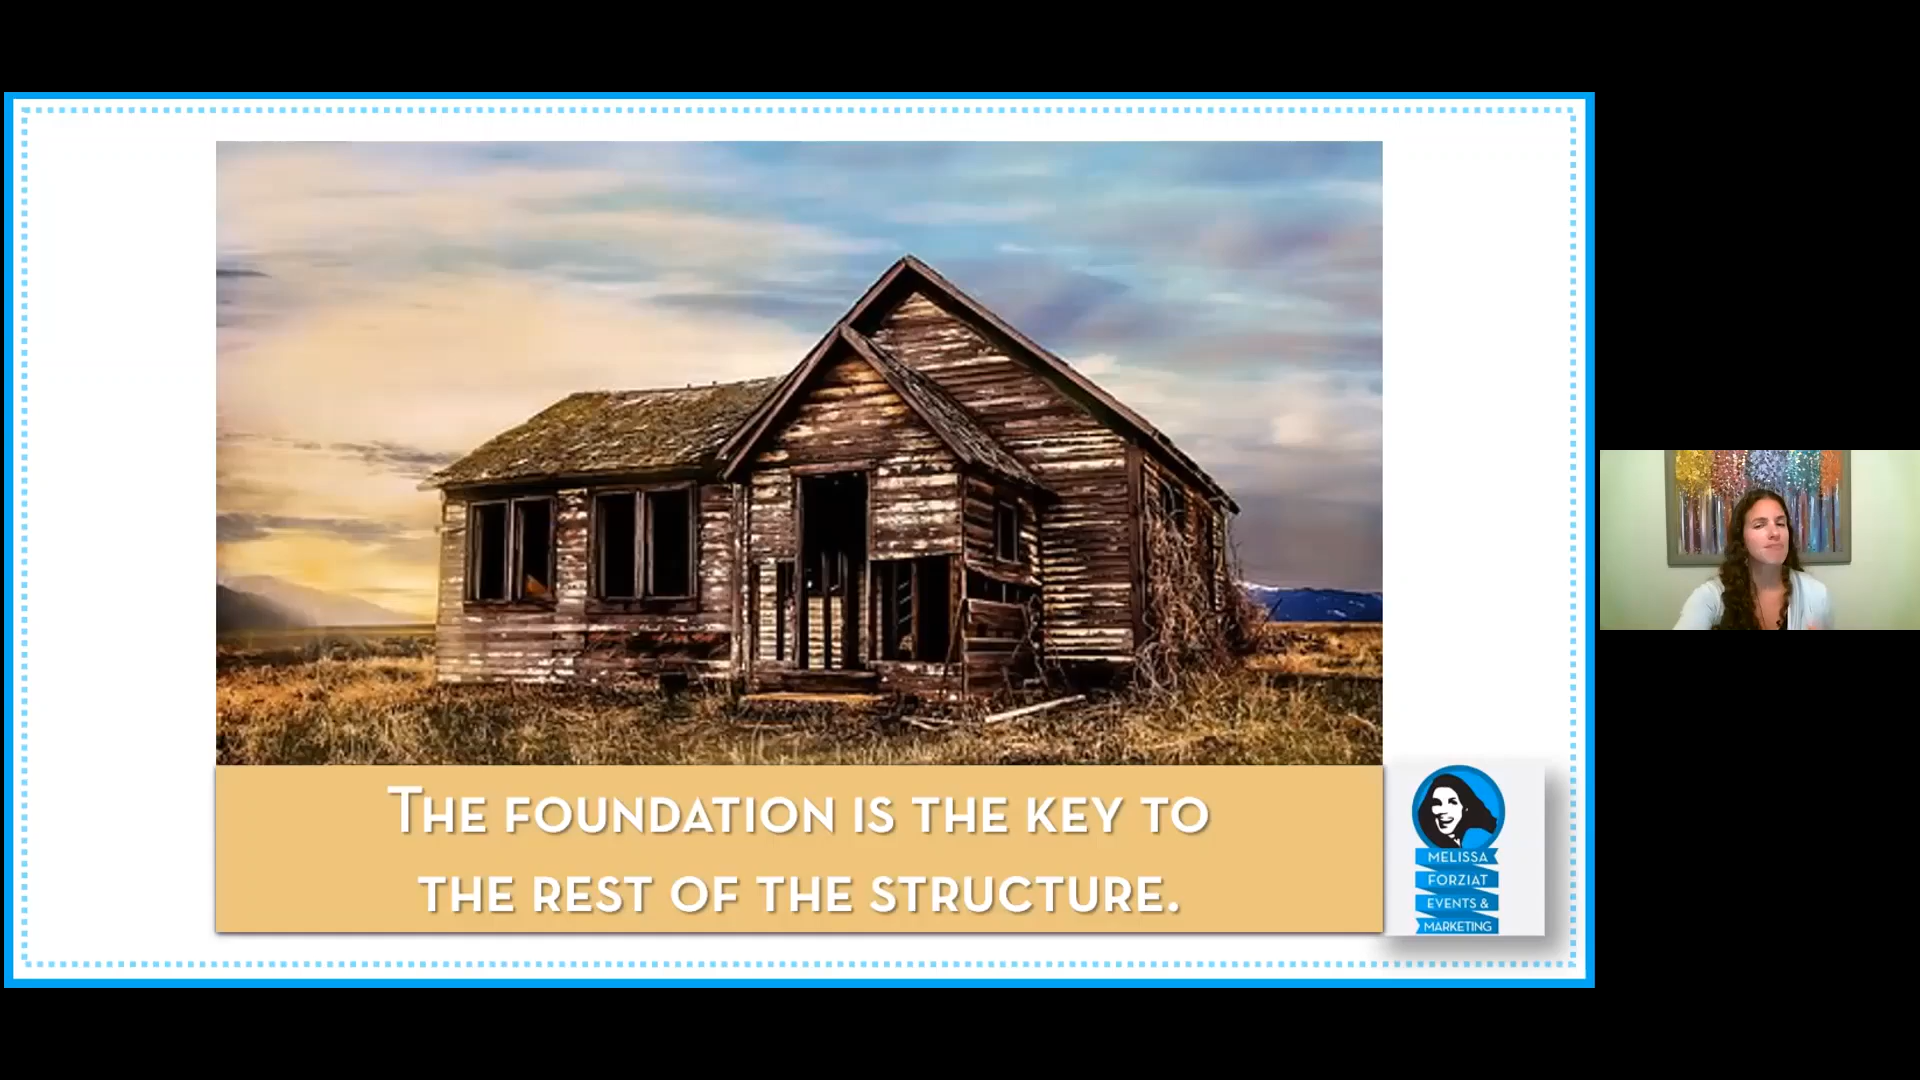 The foundation is the key to
the rest of the structure.
MELISSA
FORZIAT
EVENTS &
MARKETING